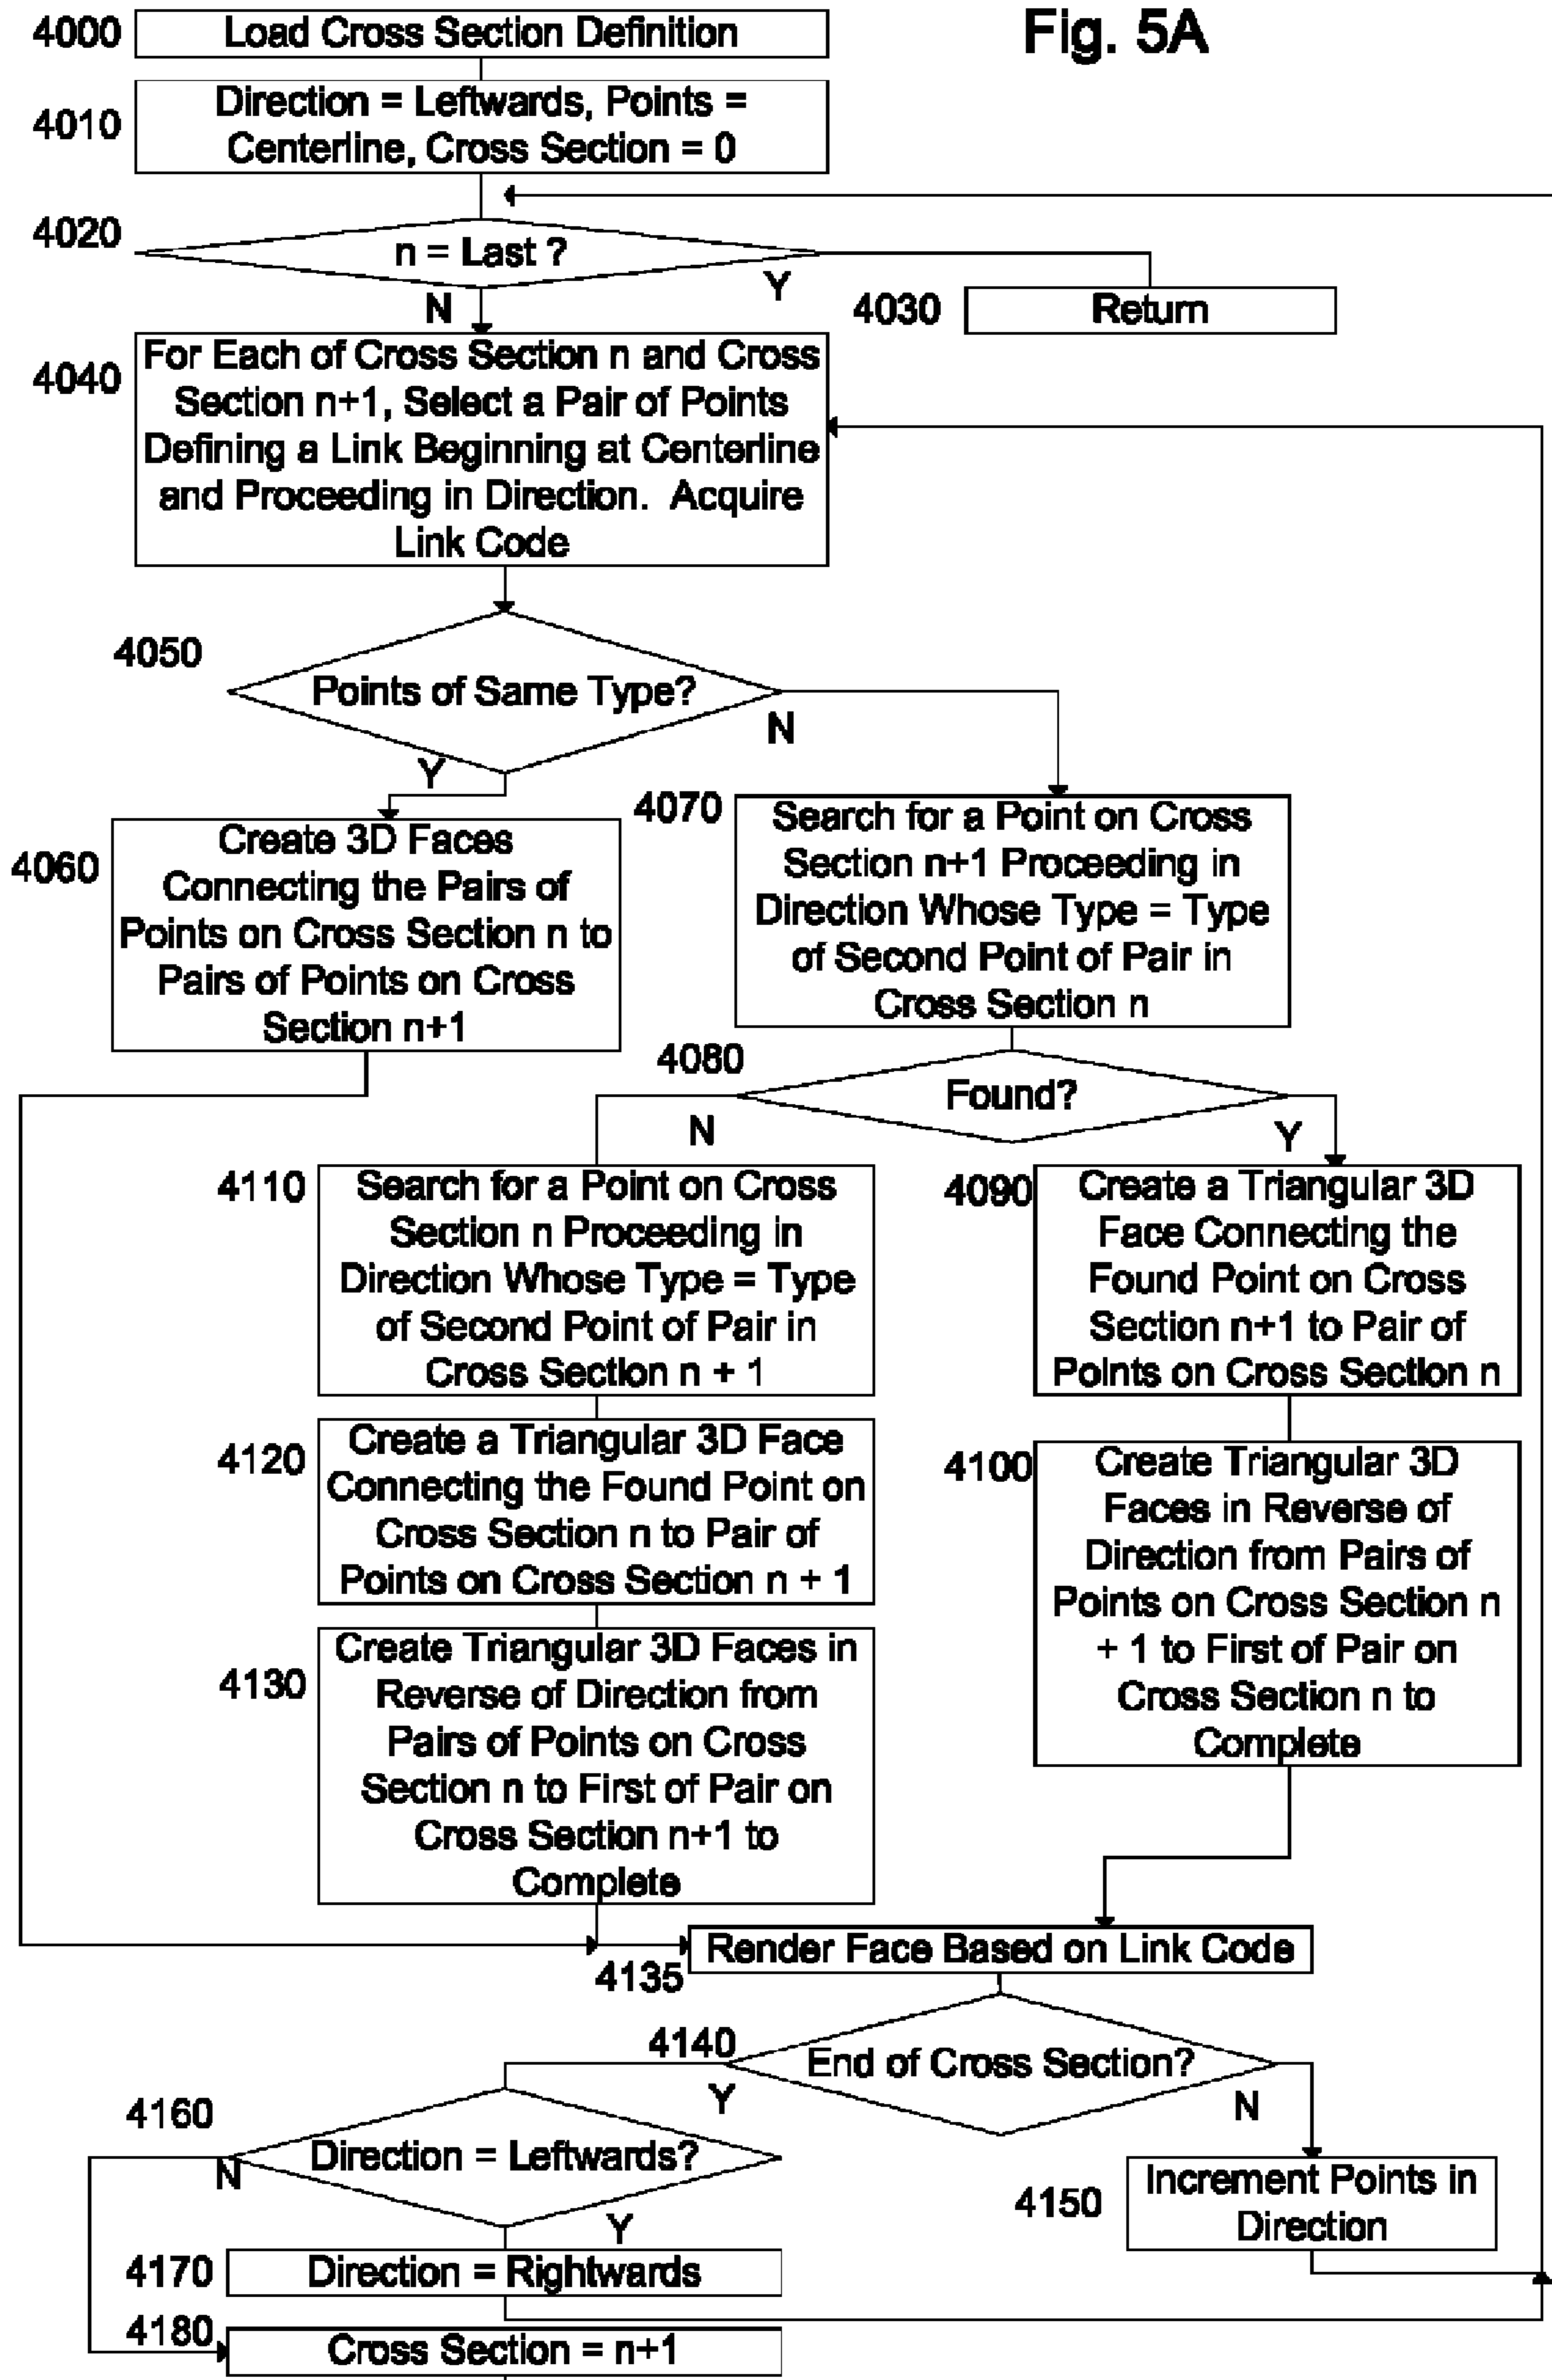 Fig. 5A
4000
Load Cross Section Definition
4010
Direction = Leftwards, Points =
Centerline, Cross Section = 0
4020
n = Last ?
Y
N
4030
Return
4040
For Each of Cross Section n and Cross
Section n+1, Select a Pair of Points
Defining a Link Beginning at Centerline
and Proceeding in Direction. Acquire
Link Code
4050
Points of Same Type?
N
Y
4060
Create 3D Faces
Connecting the Pairs of
Points on Cross Section n to
Pairs of Points on Cross
Section n+1
4070
Search for a Point on Cross
Section n+1 Proceeding in
Direction Whose Type = Type
of Second Point of Pair in
Cross Section n
4080
Found?
N
Y
4110
Search for a Point on Cross
Section n Proceeding in
Direction Whose Type = Type
of Second Point of Pair in
Cross Section n + 1
4090
Create a Triangular 3D
Face Connecting the
Found Point on Cross
Section n+1 to Pair of
Points on Cross Section n
4120
Create a Triangular 3D Face
Connecting the Found Point on
Cross Section n to Pair of
Points on Cross Section n + 1
4100
Create Triangular 3D
Faces in Reverse of
Direction from Pairs of
Points on Cross Section n
+ 1 to First of Pair on
Cross Section n to
Complete
4130
Create Triangular 3D Faces in
Reverse of Direction from
Pairs of Points on Cross
Section n to First of Pair on
Cross Section n+1 to
Complete
4135
Render Face Based on Link Code
4140
End of Cross Section?
Y
N
4160
Direction = Leftwards?
N
Y
4150
Increment Points in
Direction
4170
Direction = Rightwards
4180
Cross Section = n+1